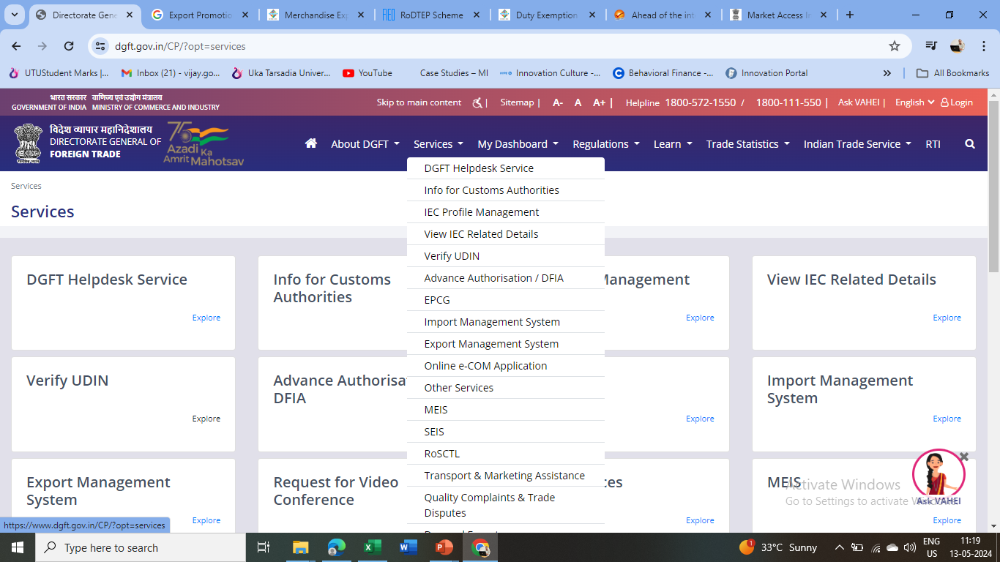 Directorate Gene
Export Promotio
Merchandise Exp
FIEO
RoDTEP Scheme
Duty Exemption
Ahead of the int
Market Access In
dgft.gov.in/CP/?opt=services
UTUStudent Marks |...
Inbox (21) - vijay.go...
Uka Tarsadia Univer...
YouTube
Case Studies – MI
Innovation Culture -...
Behavioral Finance -...
Innovation Portal
All Bookmarks
भारत सरकार वाणिज्य एवं उद्योग मंत्रालय
GOVERNMENT OF INDIA MINISTRY OF COMMERCE AND INDUSTRY
Skip to main content | Sitemap | A- A A+ | Helpline 1800-572-1550 / 1800-111-550 | Ask VAHEI | English Login
विदेश व्यापार महानिदेशालय
DIRECTORATE GENERAL OF
FOREIGN TRADE
75
Azadi Ka
Amrit Mahotsav
About DGFT
Services
My Dashboard
Regulations
Learn
Trade Statistics
Indian Trade Service
RTI
Services
Services
DGFT Helpdesk Service
Info for Customs Authorities
IEC Profile Management
View IEC Related Details
Verify UDIN
Advance Authorisation / DFIA
EPCG
Import Management System
Export Management System
Online e-COM Application
Other Services
MEIS
SEIS
RoSCTL
Transport & Marketing Assistance
Quality Complaints & Trade
Disputes
DGFT Helpdesk Service
Explore
Info for Customs
Authorities
Management
Explore
View IEC Related Details
Explore
Verify UDIN
Explore
Advance Authorisa
DFIA
Explore
Import Management
System
Explore
Export Management
System
Explore
Request for Video
Conference
ces
Explore
MEIS
Explore
Ask VAHEI
Activate Windows
Go to Settings to activate Windows.
https://www.dgft.gov.in/CP/?opt=services
Type here to search
33°C Sunny
ENG
US
11:19
13-05-2024